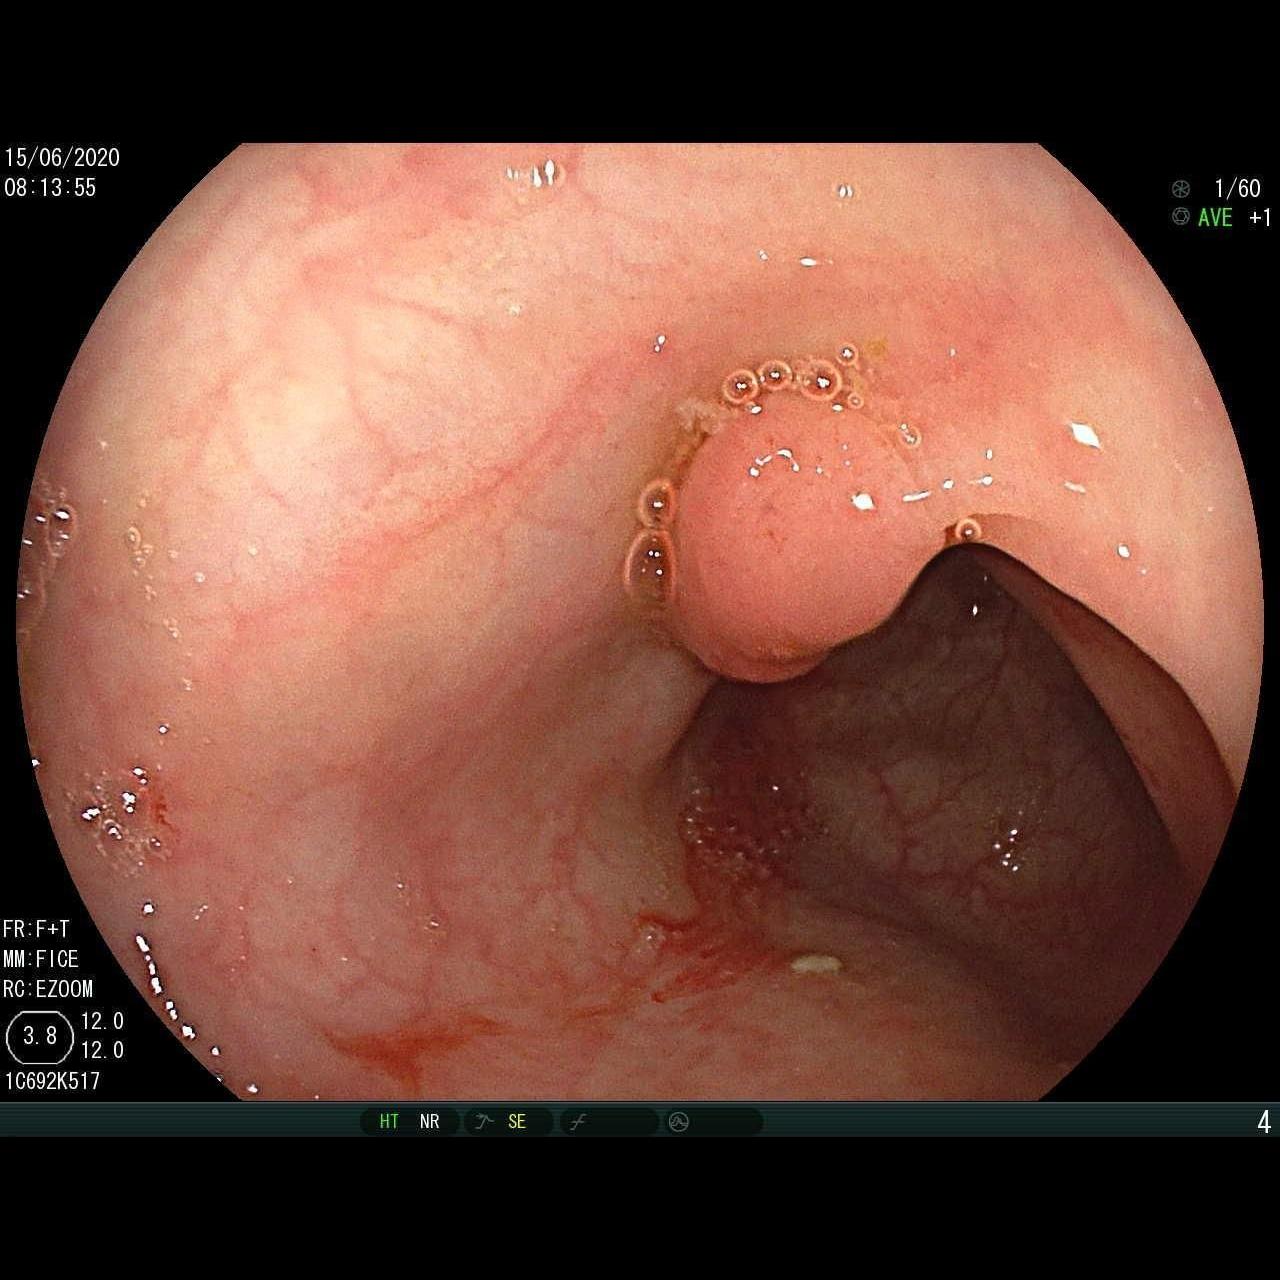 15/06/2020
08:13:55
1/60
AVE +1
FR:F+T
MM:FICE
RC:EZOOM
3.8
12.0
12.0
1C692K517
HT NR SE
4